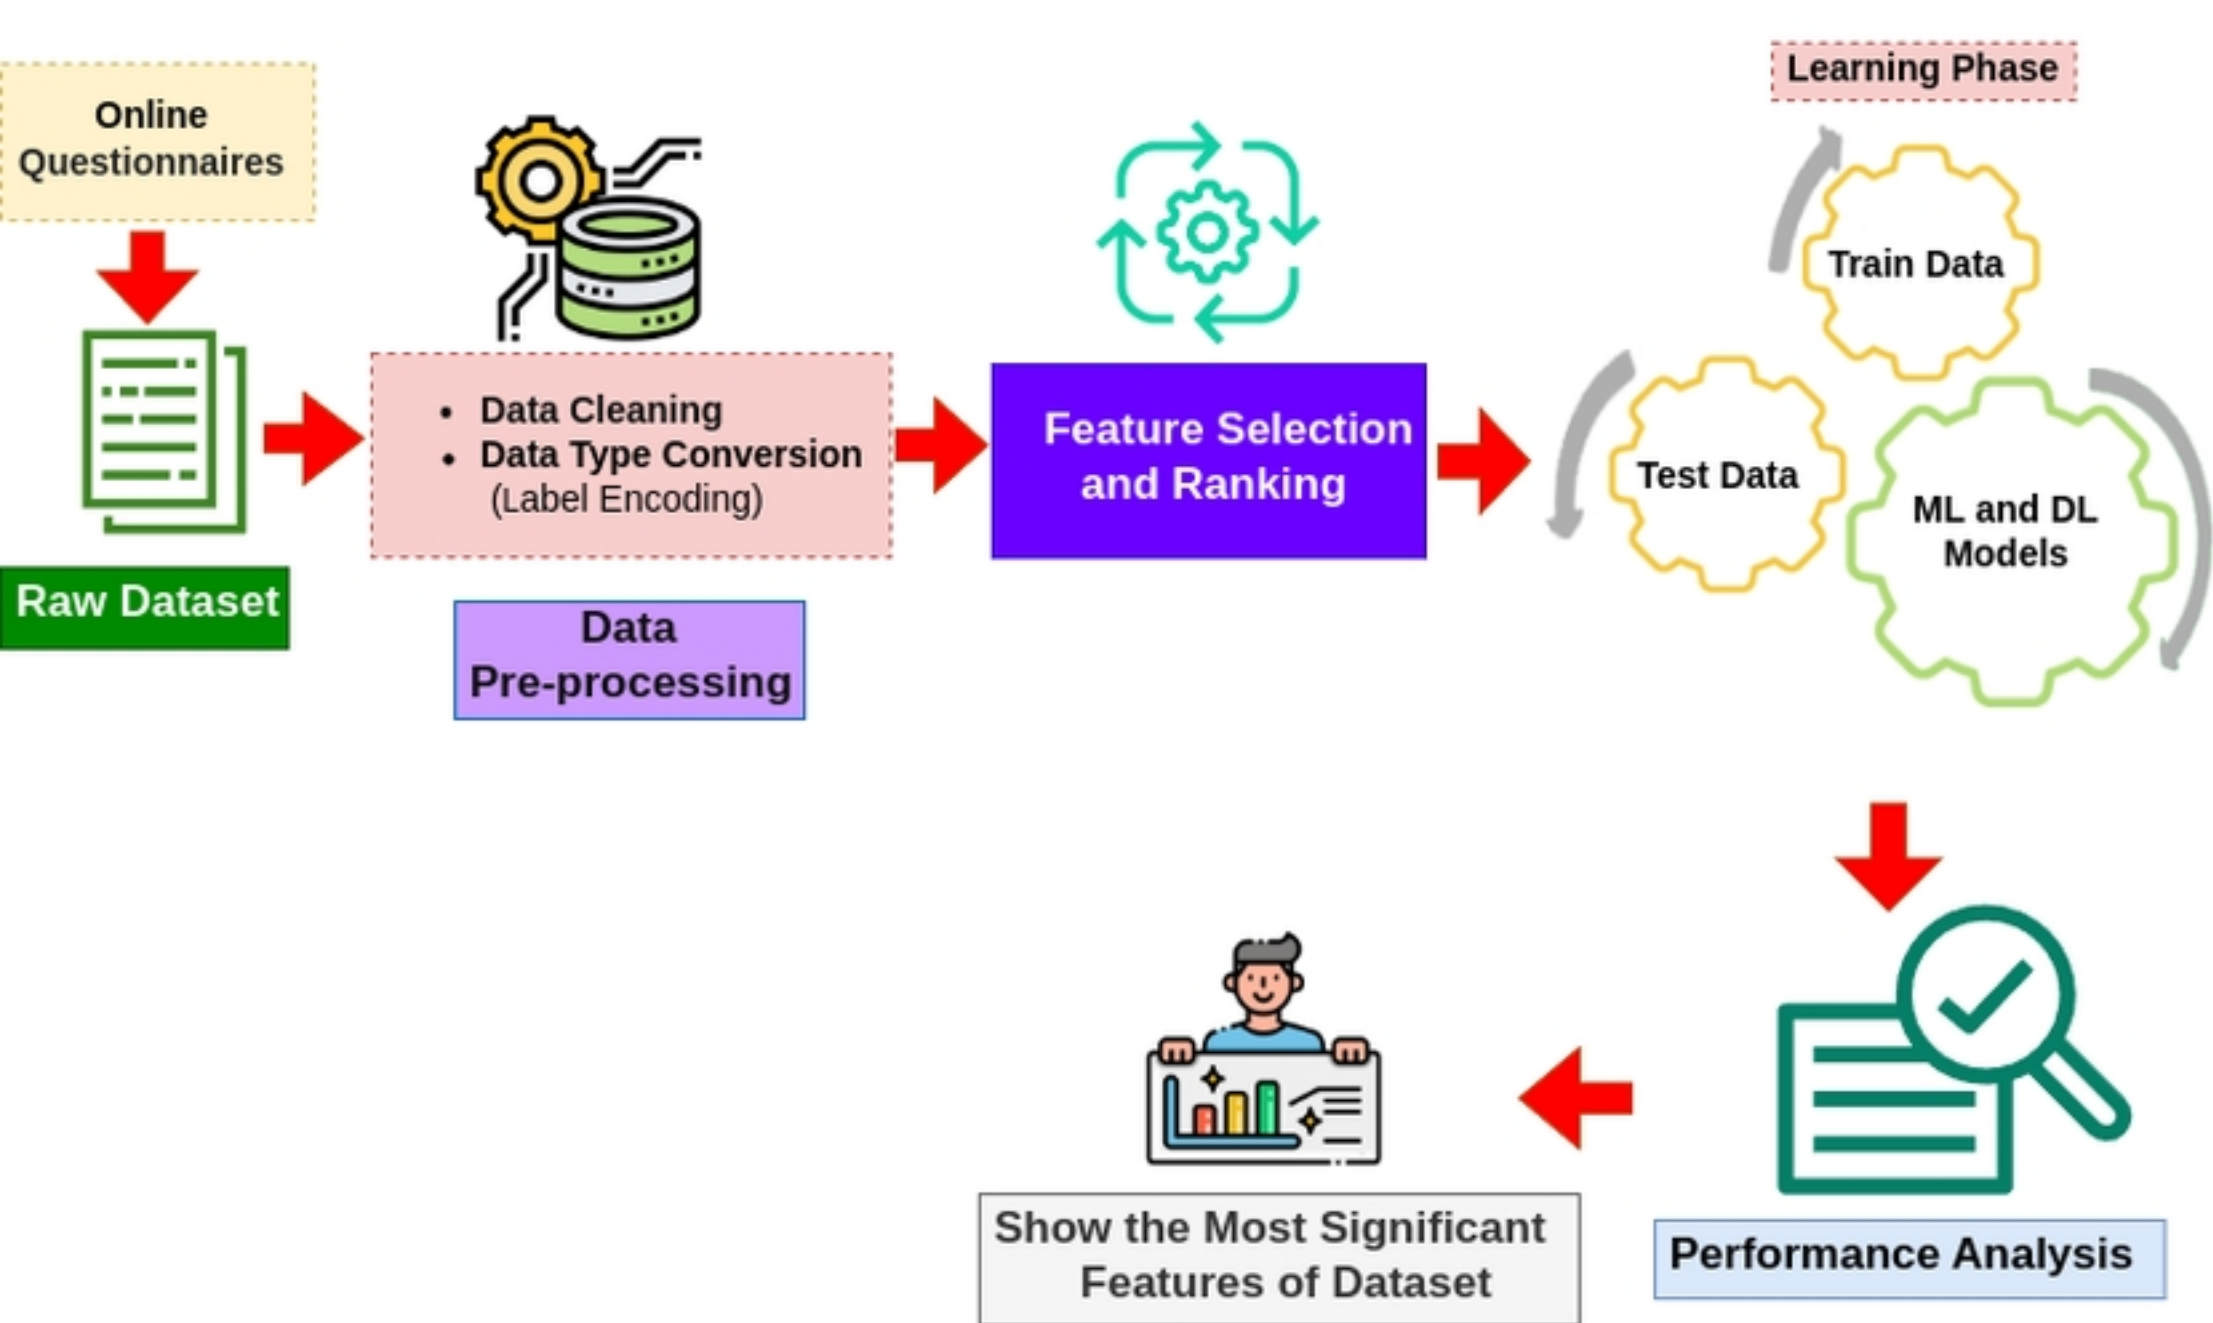 Online
Questionnaires
Raw Dataset
• Data Cleaning
• Data Type Conversion
(Label Encoding)
Data
Pre-processing
Feature Selection
and Ranking
Learning Phase
Train Data
Test Data
ML and DL
Models
Performance Analysis
Show the Most Significant
Features of Dataset